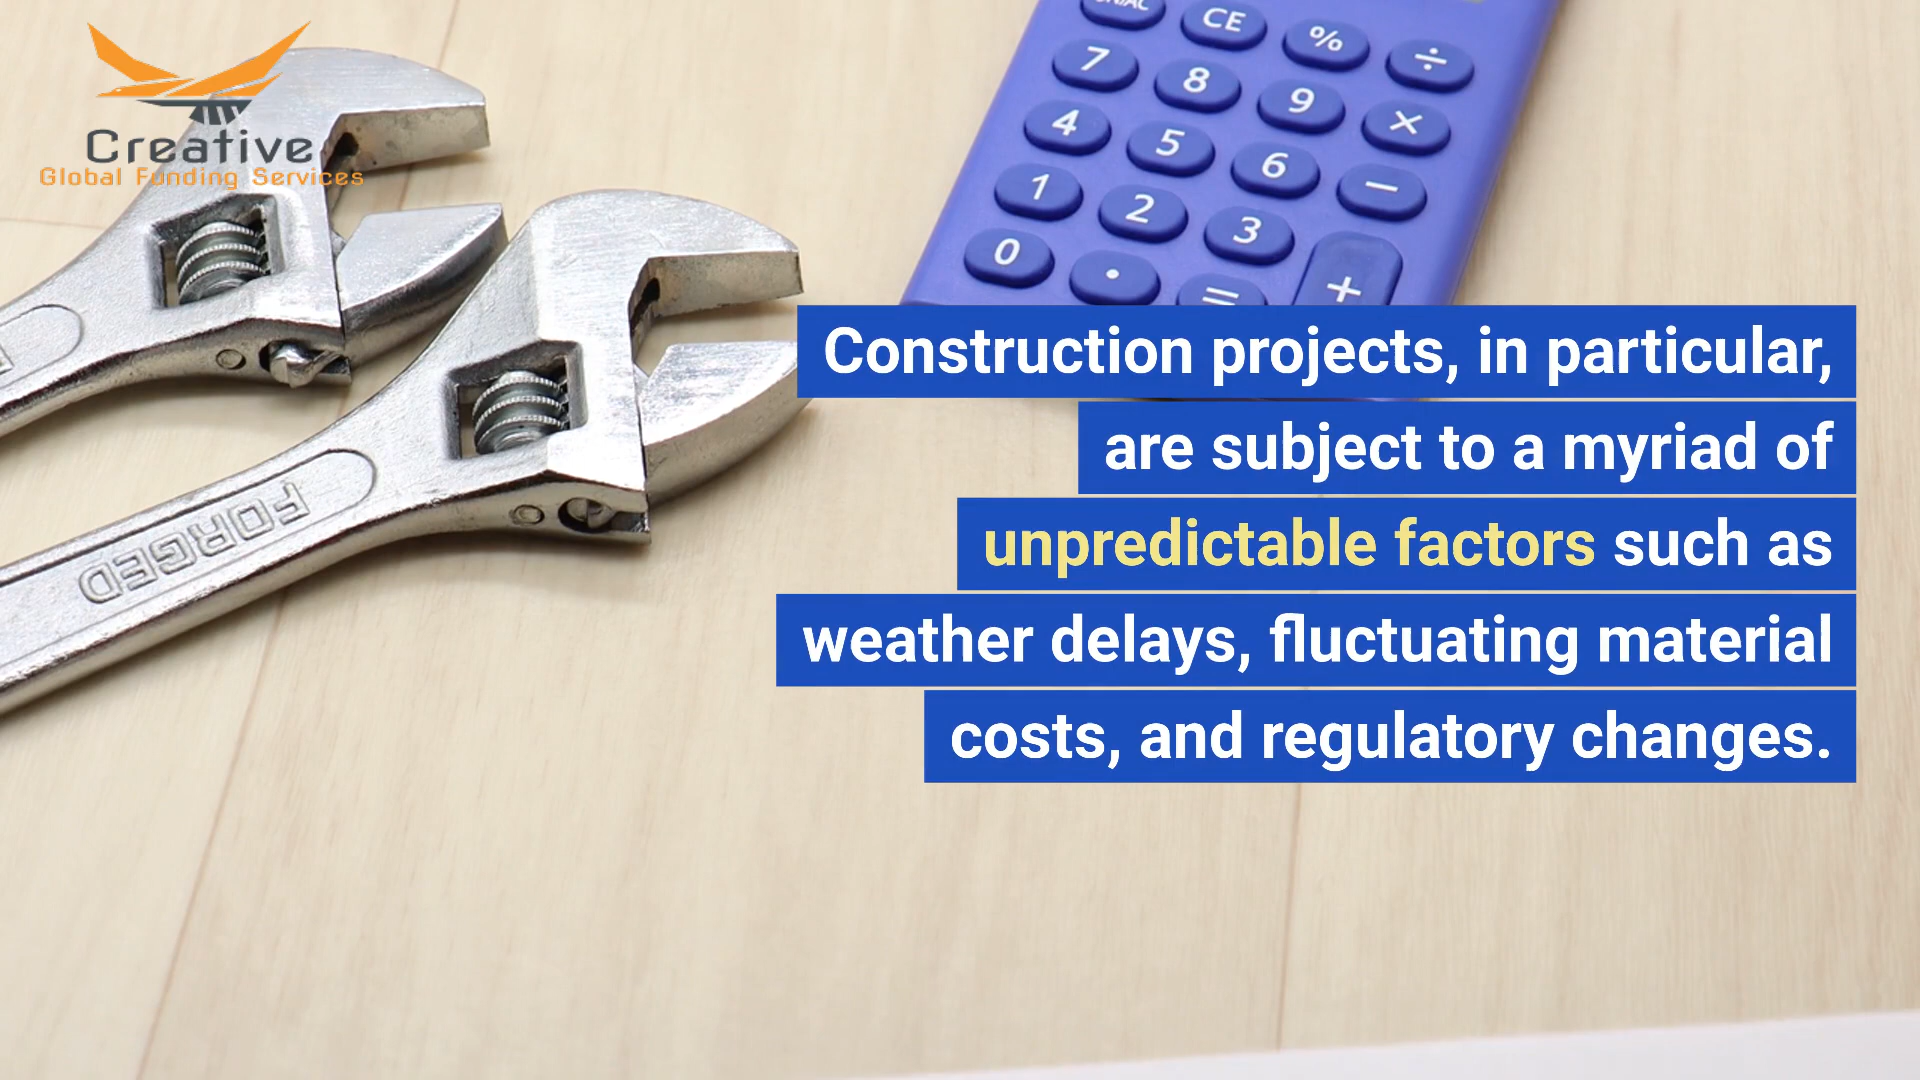 Creative
Global Funding Services
CE
%
÷
7
8
9
×
4
5
6
−
1
2
3
+
0
.
=
FORGED
Construction projects, in particular,
are subject to a myriad of
unpredictable factors such as
weather delays, fluctuating material
costs, and regulatory changes.